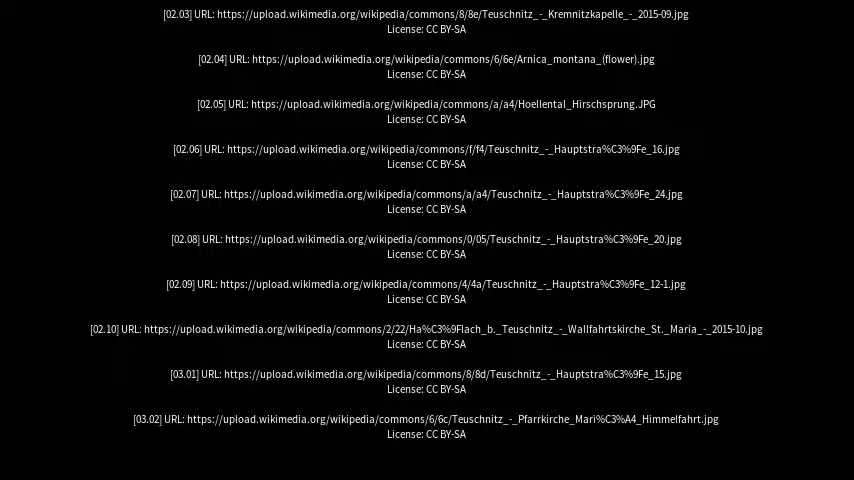 [02.03] URL: https://upload.wikimedia.org/wikipedia/commons/8/8e/Teuschnitz_-_Kremnitzkapelle_-_2015-09.jpg
License: CC BY-SA
[02.04] URL: https://upload.wikimedia.org/wikipedia/commons/6/6e/Arnica_montana_(flower).jpg
License: CC BY-SA
[02.05] URL: https://upload.wikimedia.org/wikipedia/commons/a/a4/Hoellental_Hirschsprung.JPG
License: CC BY-SA
[02.06] URL: https://upload.wikimedia.org/wikipedia/commons/f/f4/Teuschnitz_-_Hauptstra%C3%9Fe_16.jpg
License: CC BY-SA
[02.07] URL: https://upload.wikimedia.org/wikipedia/commons/a/a4/Teuschnitz_-_Hauptstra%C3%9Fe_24.jpg
License: CC BY-SA
[02.08] URL: https://upload.wikimedia.org/wikipedia/commons/0/05/Teuschnitz_-_Hauptstra%C3%9Fe_20.jpg
License: CC BY-SA
[02.09] URL: https://upload.wikimedia.org/wikipedia/commons/4/4a/Teuschnitz_-_Hauptstra%C3%9Fe_12-1.jpg
License: CC BY-SA
[02.10] URL: https://upload.wikimedia.org/wikipedia/commons/2/22/Ha%C3%9Flach_b._Teuschnitz_-_Wallfahrtskirche_St._Maria_-_2015-10.jpg
License: CC BY-SA
[03.01] URL: https://upload.wikimedia.org/wikipedia/commons/8/8d/Teuschnitz_-_Hauptstra%C3%9Fe_15.jpg
License: CC BY-SA
[03.02] URL: https://upload.wikimedia.org/wikipedia/commons/6/6c/Teuschnitz_-_Pfarrkirche_Mari%C3%A4_Himmelfahrt.jpg
License: CC BY-SA